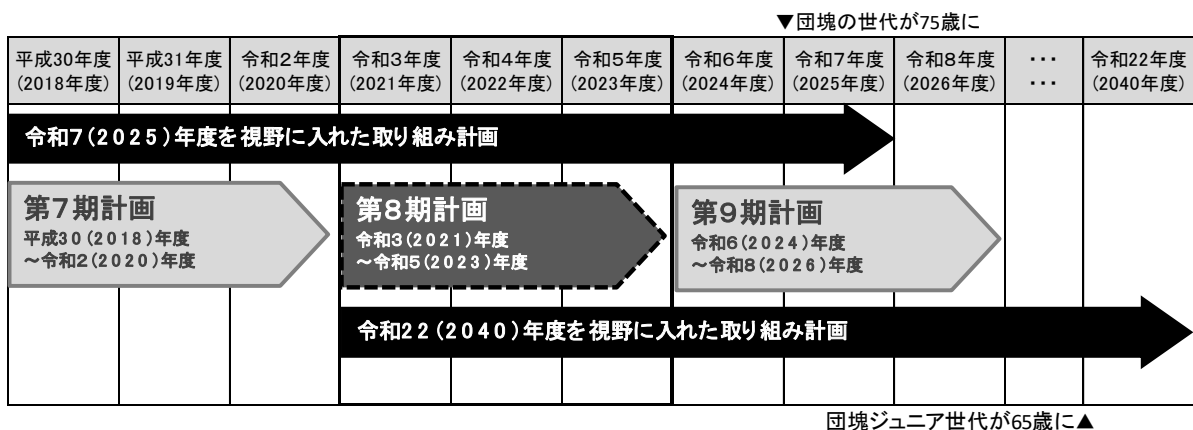 ▼団塊の世代が75歳に
平成30年度 平成31年度 令和2年度 令和3年度 令和4年度 令和5年度 令和6年度 令和7年度 令和8年度 ・・・ 令和22年度
(2018年度) (2019年度) (2020年度) (2021年度) (2022年度) (2023年度) (2024年度) (2025年度) (2026年度) ・・・ (2040年度)
令和7(2025)年度を視野に入れた取り組み計画
第7期計画
平成30(2018)年度
～令和2(2020)年度
第8期計画
令和3(2021)年度
～令和5(2023)年度
第9期計画
令和6(2024)年度
～令和8(2026)年度
令和22(2040)年度を視野に入れた取り組み計画
団塊ジュニア世代が65歳に▲